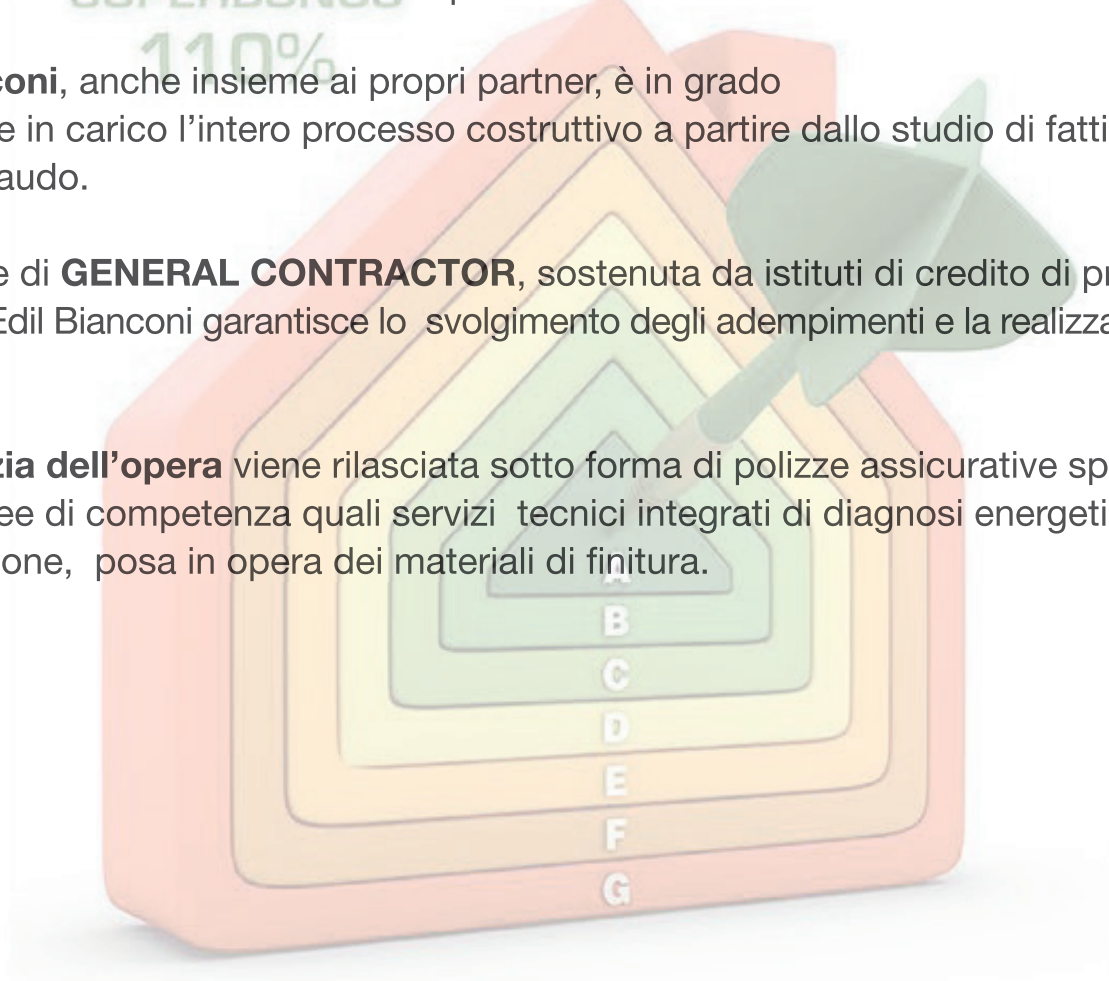 110%
coni, anche insieme ai propri partner, è in grado
e in carico l’intero processo costruttivo a partire dallo studio di fatti
audo.
e di GENERAL CONTRACTOR, sostenuta da istituti di credito di pr
Edil Bianconi garantisce lo  svolgimento degli adempimenti e la realizza
zia dell’opera viene rilasciata sotto forma di polizze assicurative sp
ee di competenza quali servizi  tecnici integrati di diagnosi energeti
one,  posa in opera dei materiali di finitura.
A
B
C
D
E
F
G